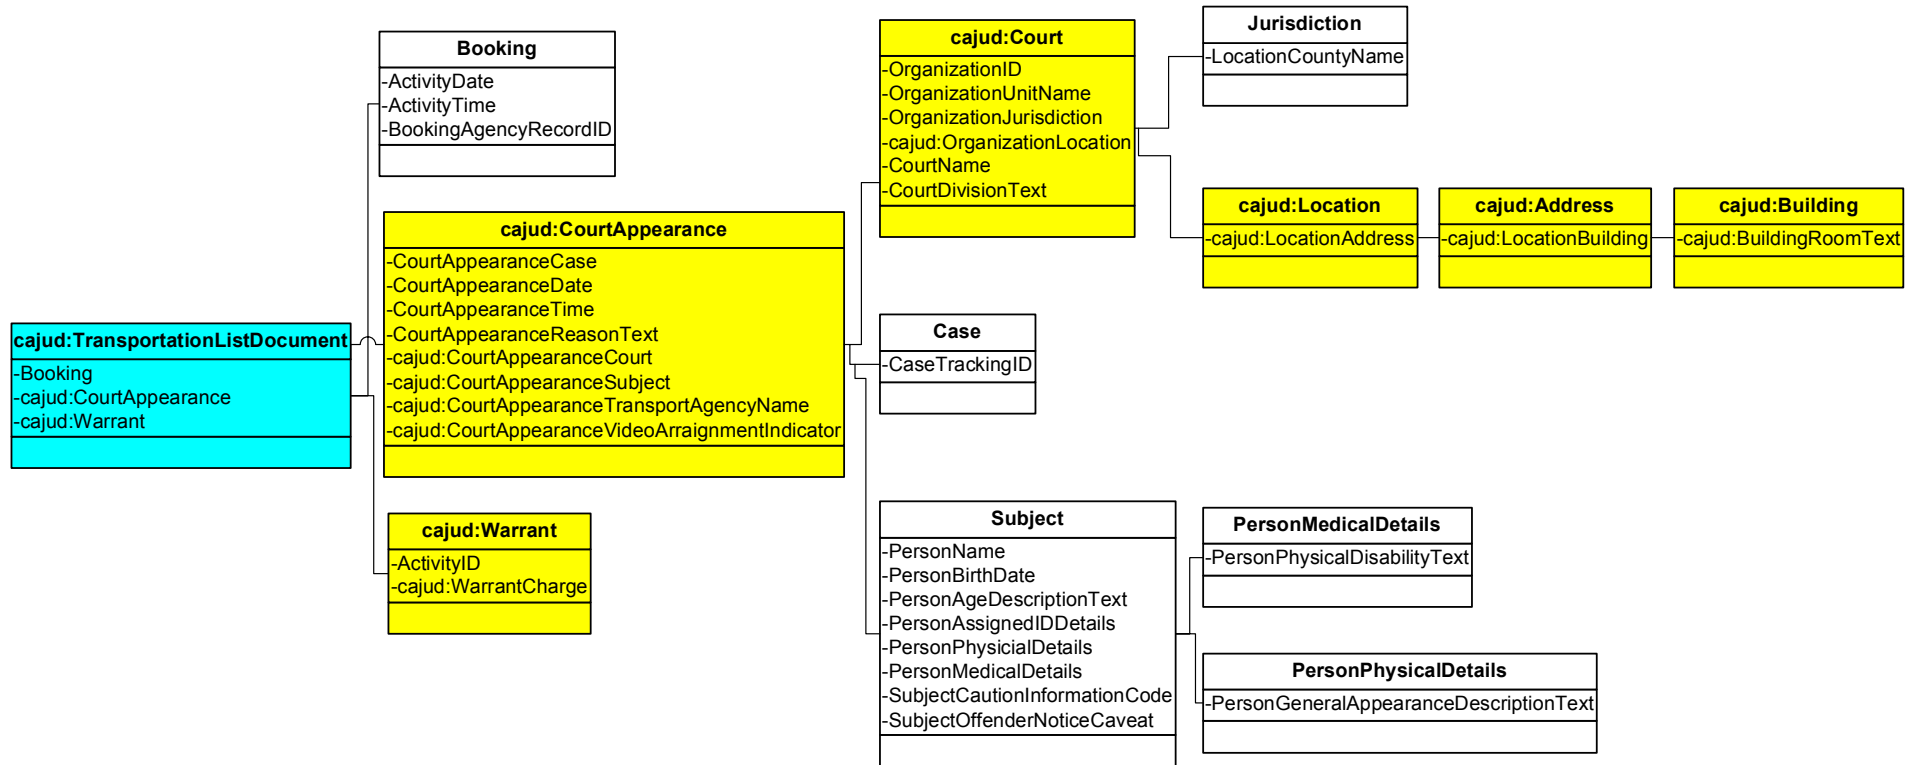 cajud:TransportationListDocument
-Booking
-cajud:CourtAppearance
-cajud:Warrant
Booking
-ActivityDate
-ActivityTime
-BookingAgencyRecordID
cajud:CourtAppearance
-CourtAppearanceCase
-CourtAppearanceDate
-CourtAppearanceTime
-CourtAppearanceReasonText
-cajud:CourtAppearanceCourt
-cajud:CourtAppearanceSubject
-cajud:CourtAppearanceTransportAgencyName
-cajud:CourtAppearanceVideoArraignmentIndicator
cajud:Warrant
-ActivityID
-cajud:WarrantCharge
cajud:Court
-OrganizationID
-OrganizationUnitName
-OrganizationJurisdiction
-cajud:OrganizationLocation
-CourtName
-CourtDivisionText
Case
-CaseTrackingID
Subject
-PersonName
-PersonBirthDate
-PersonAgeDescriptionText
-PersonAssignedIDDetails
-PersonPhysicialDetails
-PersonMedicalDetails
-SubjectCautionInformationCode
-SubjectOffenderNoticeCaveat
Jurisdiction
-LocationCountyName
cajud:Location
-cajud:LocationAddress
cajud:Address
-cajud:LocationBuilding
cajud:Building
-cajud:BuildingRoomText
PersonMedicalDetails
-PersonPhysicalDisabilityText
PersonPhysicalDetails
-PersonGeneralAppearanceDescriptionText